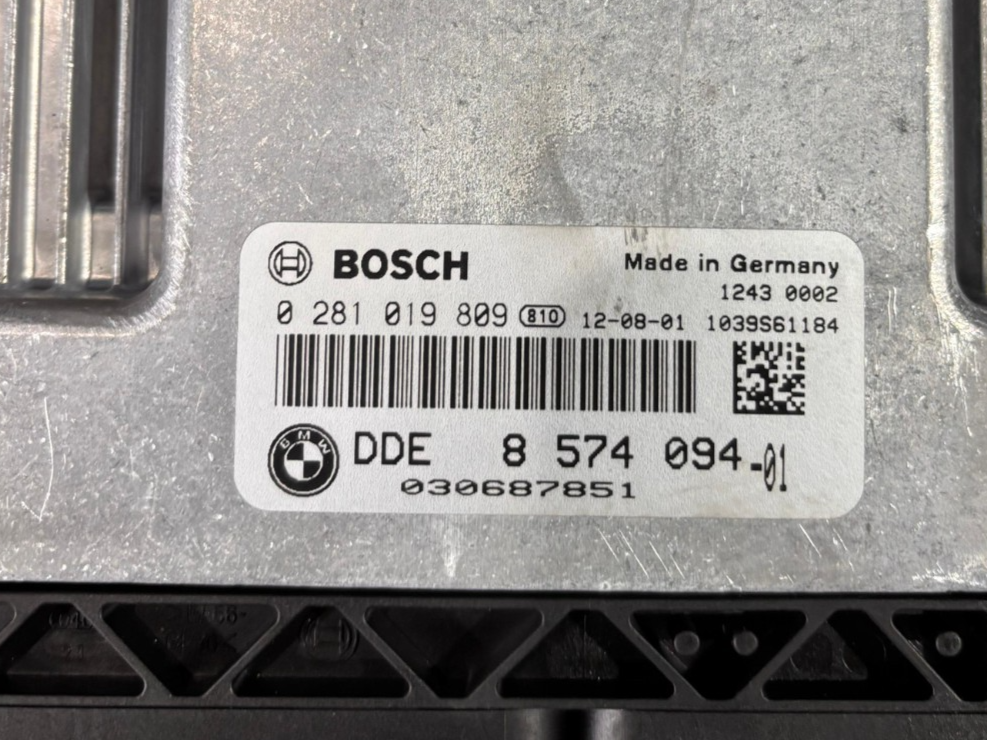 BOSCH
Made in Germany
1243 0002
0 281 019 809 810 12-08-01 1039S61184
BMW
DDE 8 574 094-01
030687851